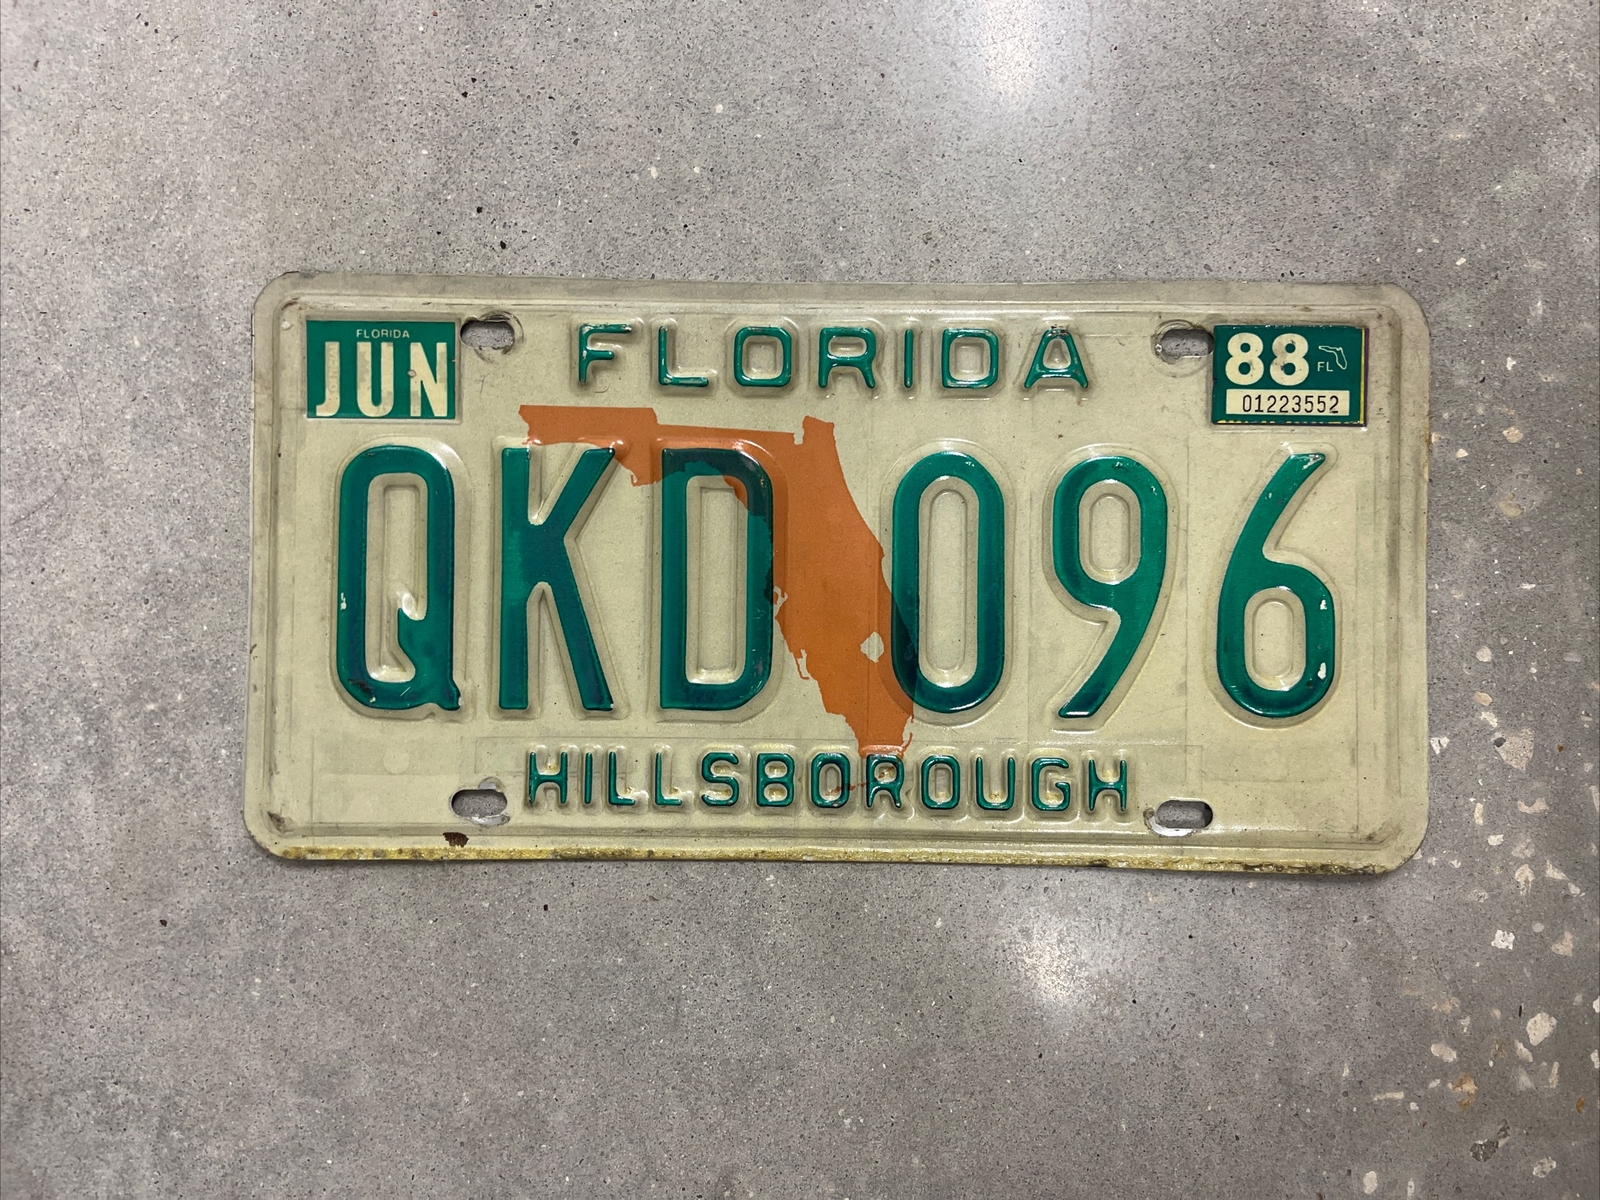 FLORIDA
JUN
FLORIDA
88 FL
01223552
QKD 096
HILLSBOROUGH